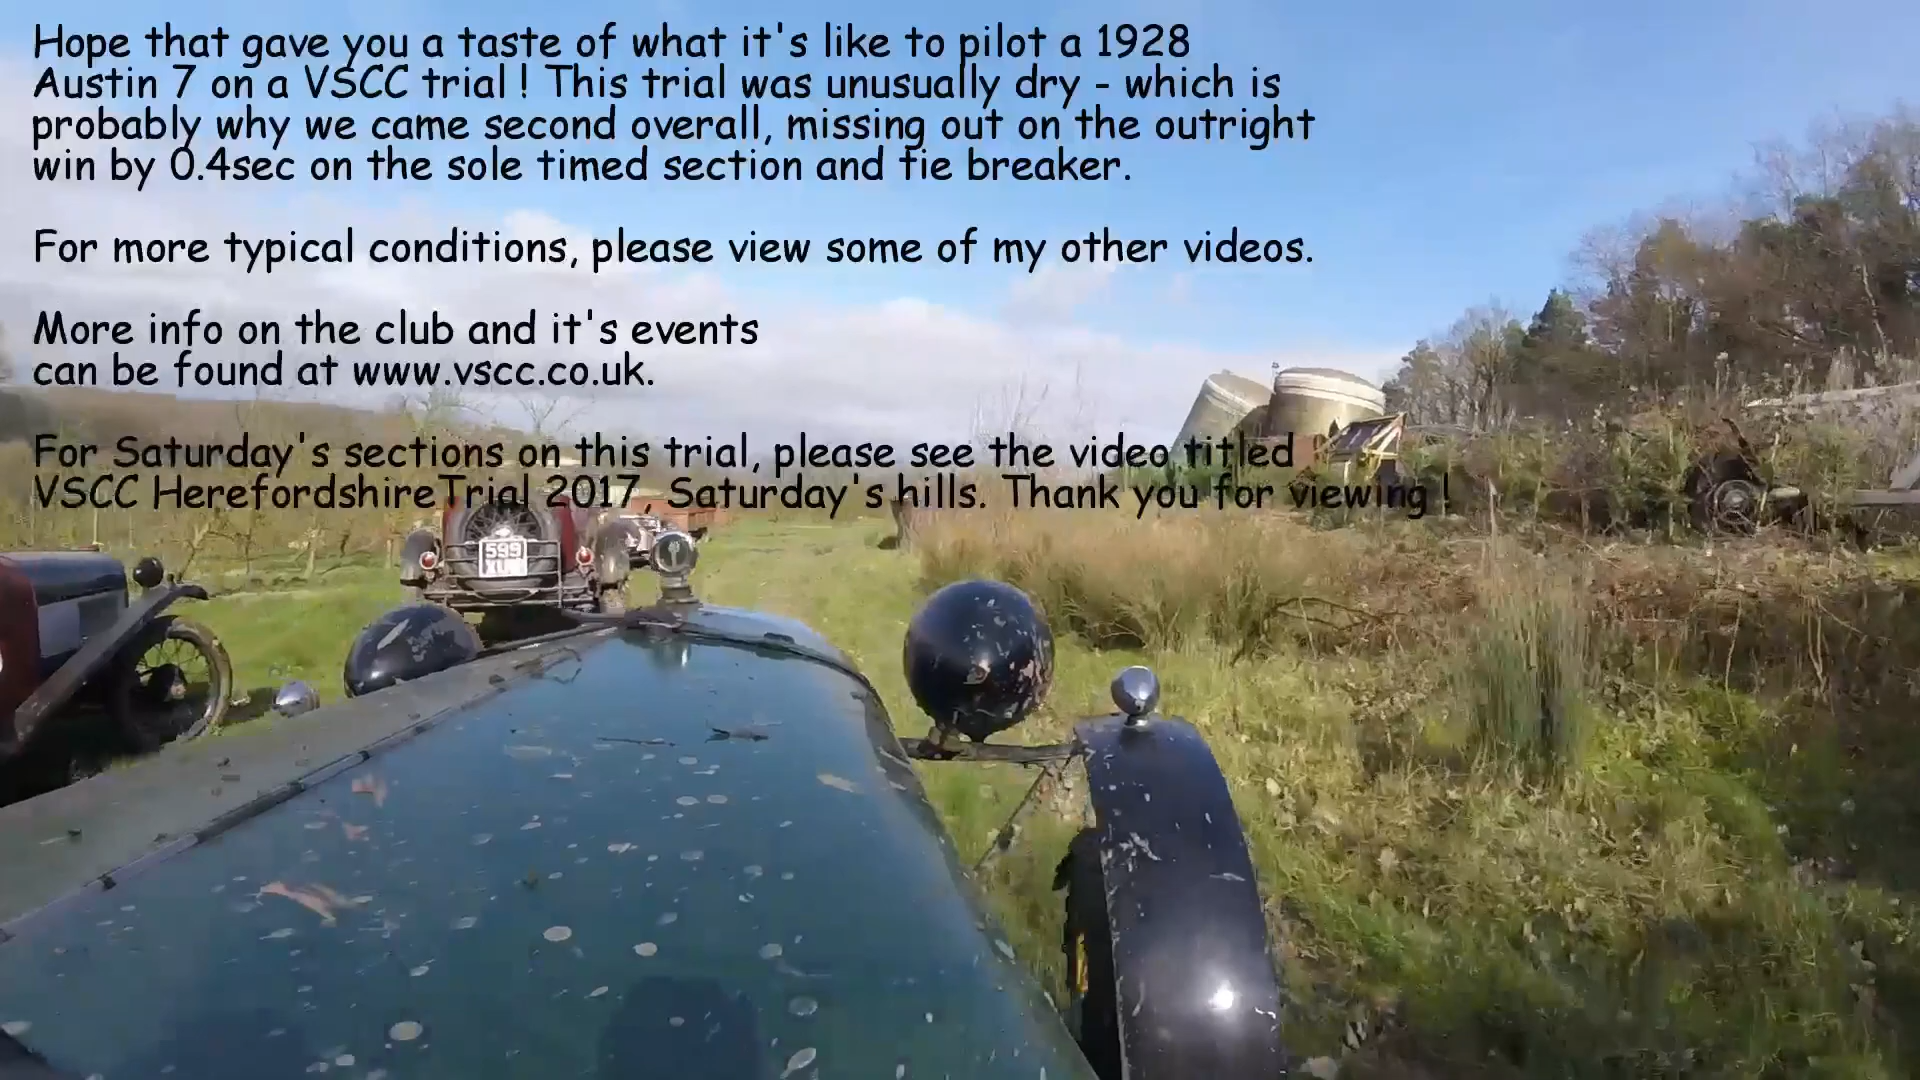 Hope that gave you a taste of what it's like to pilot a 1928
Austin 7 on a VSCC trial ! This trial was unusually dry - which is
probably why we came second overall, missing out on the outright
win by 0.4sec on the sole timed section and tie breaker.
For more typical conditions, please view some of my other videos.
More info on the club and it's events
can be found at www.vscc.co.uk.
For Saturday's sections on this trial, please see the video titled
VSCC HerefordshireTrial 2017, Saturday's hills. Thank you for viewing !
599